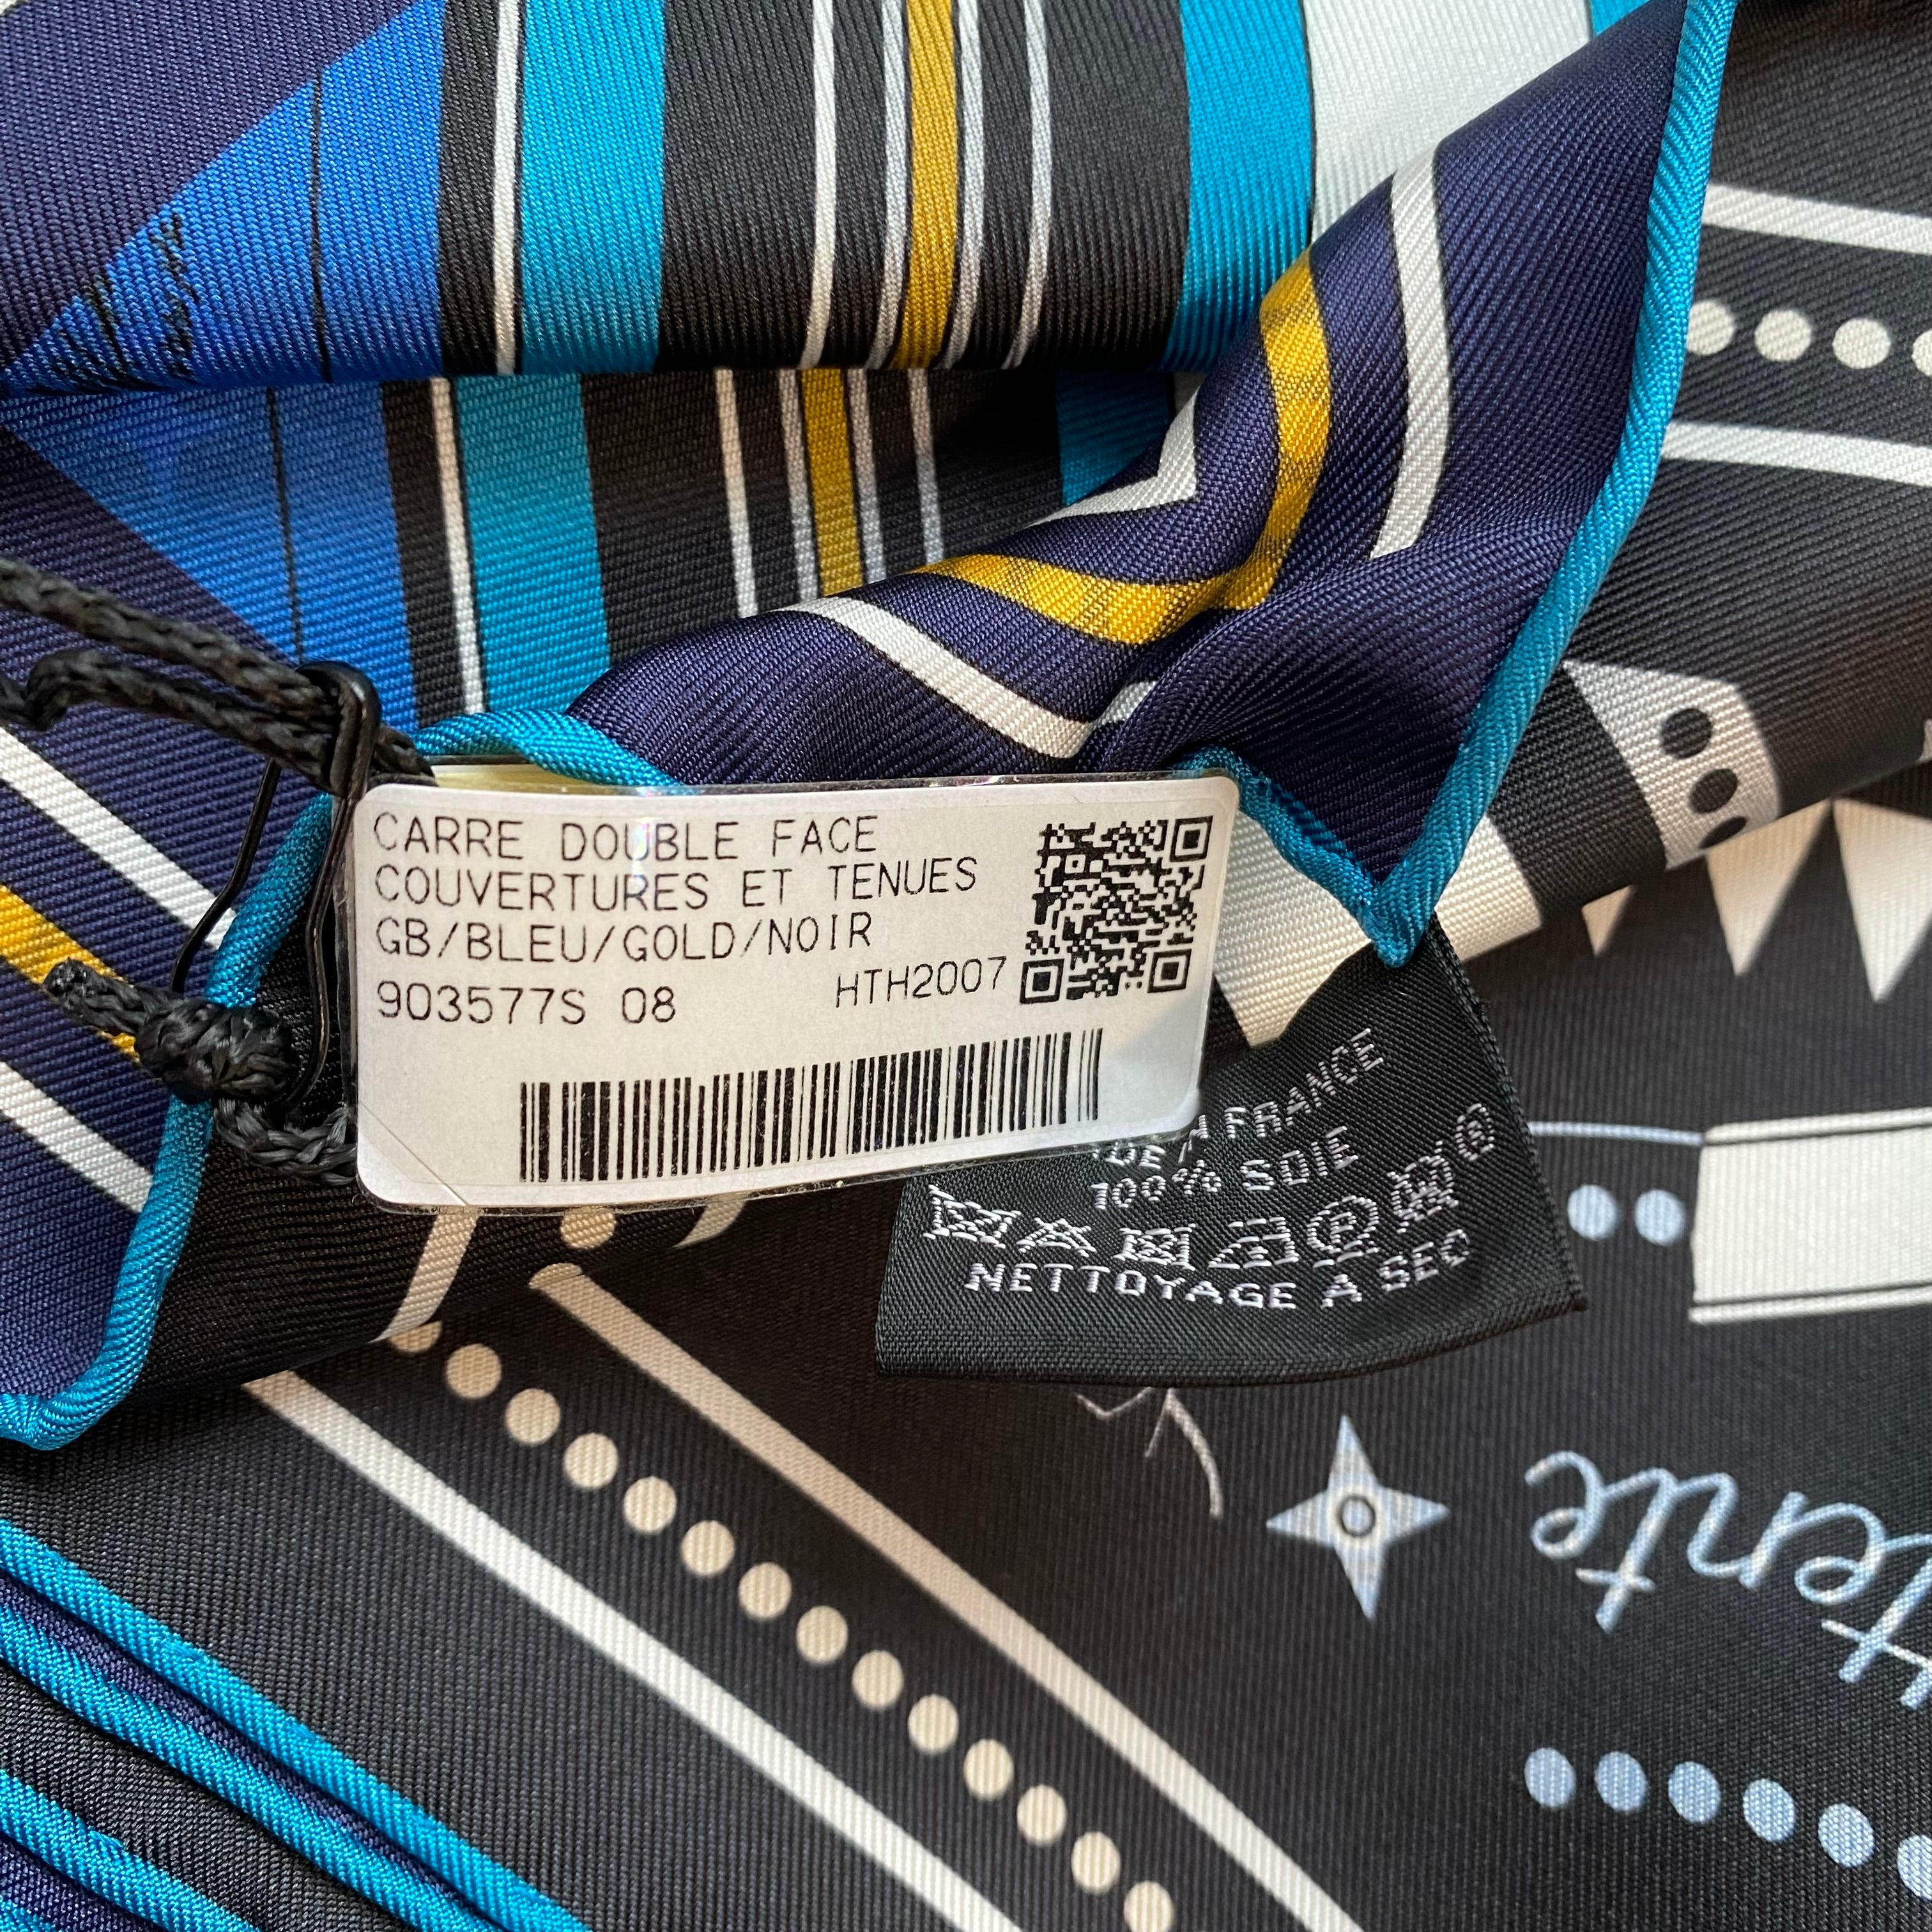 CARRE DOUBLE FACE
COUVERTURES ET TENUES
GB/BLEU/GOLD/NOIR
903577S 08 HTH2007
FRANCE
100% SOIE
NETTOYAGE A SEC